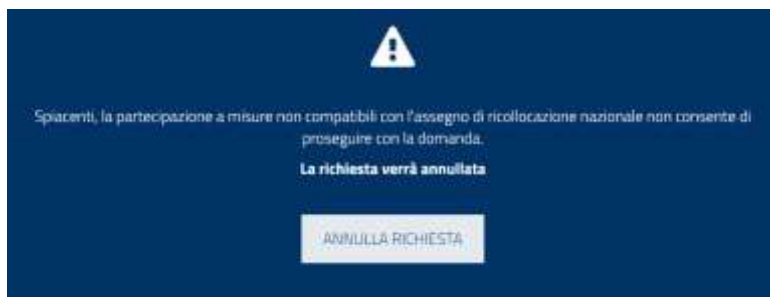 Spiacenti, la partecipazione a misure non compatibili con l'assegno di ricollocazione nazionale non consente di
proseguire con la domanda.
La richiesta verrà annullata
ANNULLA RICHIESTA